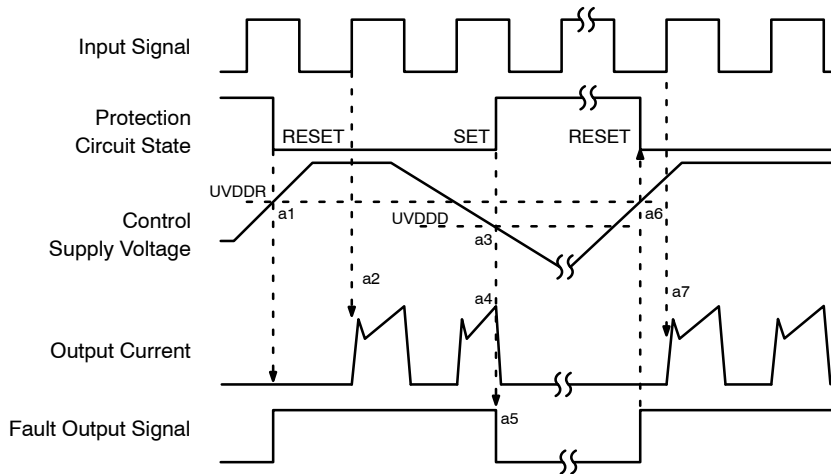 Input Signal
Protection
Circuit State
RESET
SET
RESET
UVDDR
a1
Control
Supply Voltage
UVDDD
a3
a6
a2
a4
a7
Output Current
a5
Fault Output Signal